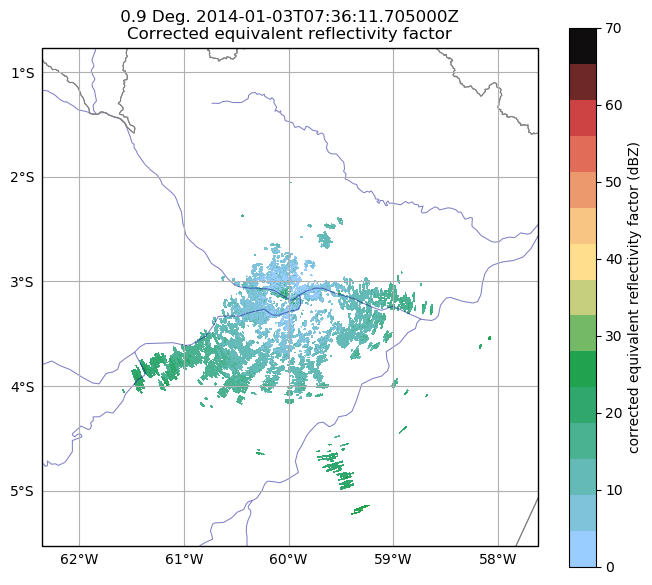 0.9 Deg. 2014-01-03T07:36:11.705000Z
Corrected equivalent reflectivity factor
1°S
2°S
3°S
4°S
5°S
62°W
61°W
60°W
59°W
58°W
70
60
50
40
30
20
10
0
corrected equivalent reflectivity factor (dBZ)